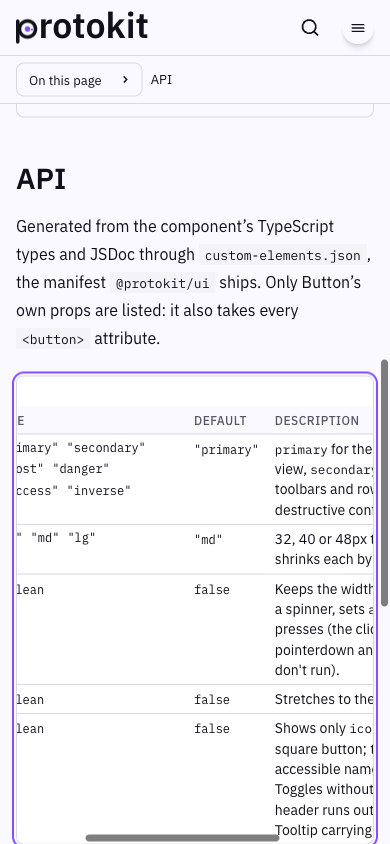 protokit
On this page
API
API
Generated from the component's TypeScript
types and JSDoc through custom-elements.json,
the manifest @protokit/ui ships. Only Button's
own props are listed: it also takes every
<button> attribute.
E DEFAULT DESCRIPTION
imary" "secondary" "primary" primary for the
ost" "danger" view, secondary
ccess" "inverse" toolbars and row
destructive con
" "md" "lg" "md" 32, 40 or 48px t
shrinks each by
lean false Keeps the width
a spinner, sets a
presses (the clic
pointerdown an
don't run).
lean false Stretches to the
lean false Shows only ico
square button; t
accessible nam
Toggles without
header runs out
Tooltip carrying